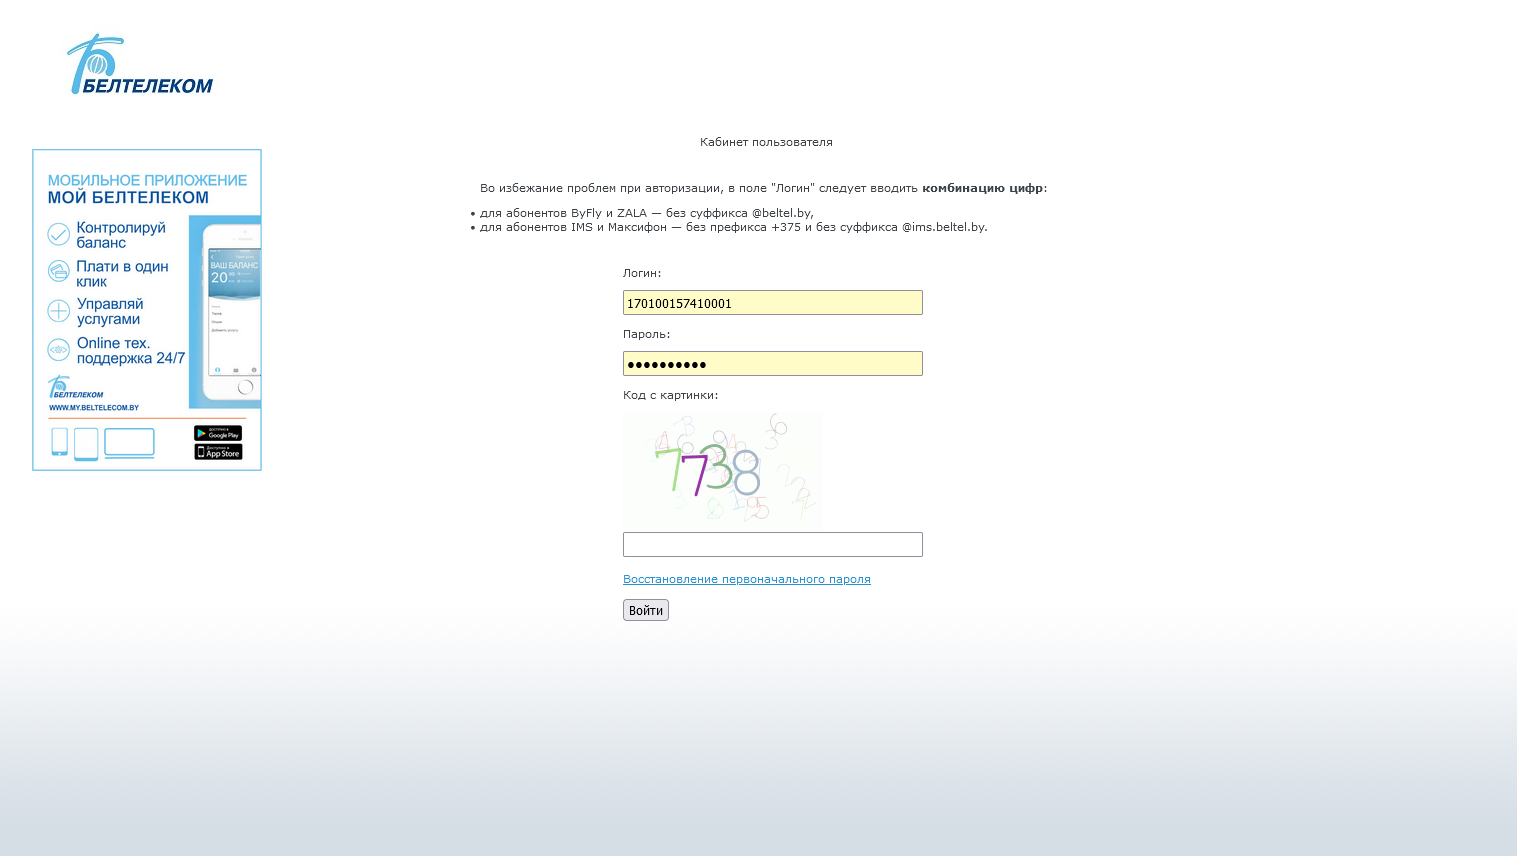 БЕЛТЕЛЕКОМ
Кабинет пользователя
МОБИЛЬНОЕ ПРИЛОЖЕНИЕ
МОЙ БЕЛТЕЛЕКОМ
Контролируй
баланс
Плати в один
клик
Управляй
услугами
Online тех.
поддержка 24/7
ВАШ БАЛАНС
20
БЕЛТЕЛЕКОМ
WWW.MY.BELTELECOM.BY
Google Play
App Store
Во избежание проблем при авторизации, в поле "Логин" следует вводить комбинацию цифр:
• для абонентов ByFly и ZALA — без суффикса @beltel.by,
• для абонентов IMS и Максифон — без префикса +375 и без суффикса @ims.beltel.by.
Логин:
170100157410001
Пароль:
••••••••••
Код с картинки:
7738
Восстановление первоначального пароля
Войти